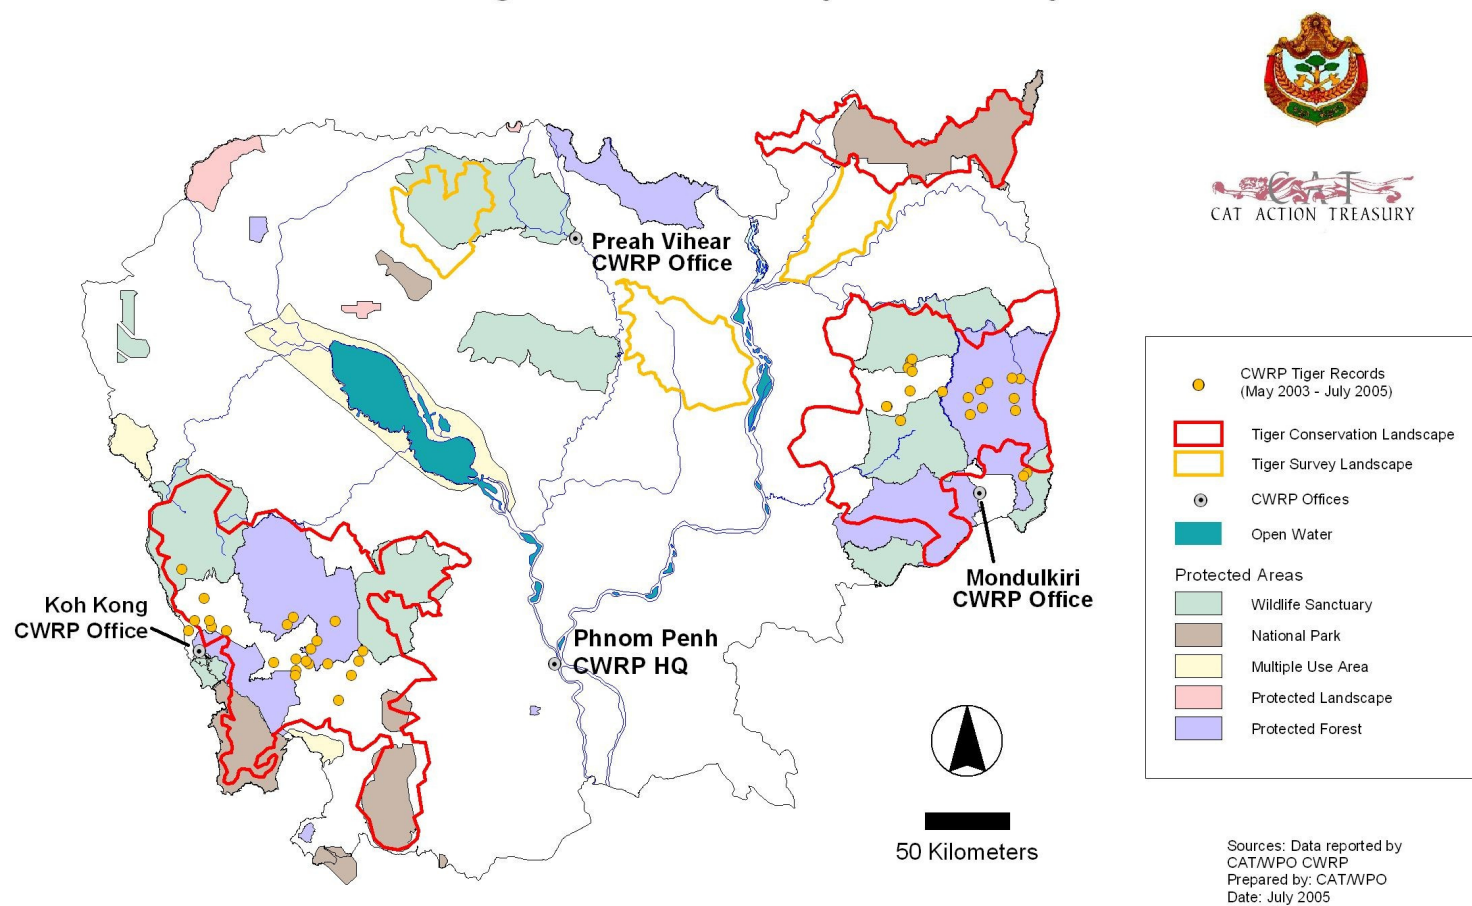 CAT
CAT ACTION TREASURY
Preah Vihear
CWRP Office
Koh Kong
CWRP Office
Phnom Penh
CWRP HQ
Mondulkiri
CWRP Office
50 Kilometers
CWRP Tiger Records
(May 2003 - July 2005)
Tiger Conservation Landscape
Tiger Survey Landscape
CWRP Offices
Open Water
Protected Areas
Wildlife Sanctuary
National Park
Multiple Use Area
Protected Landscape
Protected Forest
Sources: Data reported by
CAT/WPO CWRP
Prepared by: CAT/WPO
Date: July 2005